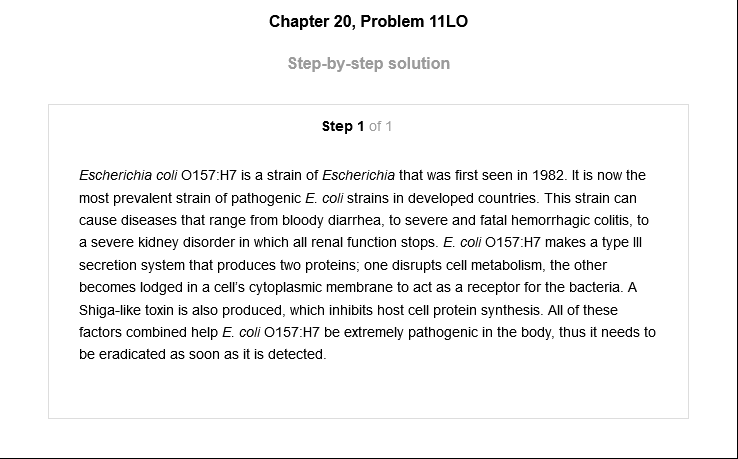 Chapter 20, Problem 11LO
Step-by-step solution
Step 1 of 1
Escherichia coli O157:H7 is a strain of Escherichia that was first seen in 1982. It is now the
most prevalent strain of pathogenic E. coli strains in developed countries. This strain can
cause diseases that range from bloody diarrhea, to severe and fatal hemorrhagic colitis, to
a severe kidney disorder in which all renal function stops. E. coli O157:H7 makes a type III
secretion system that produces two proteins; one disrupts cell metabolism, the other
becomes lodged in a cell's cytoplasmic membrane to act as a receptor for the bacteria. A
Shiga-like toxin is also produced, which inhibits host cell protein synthesis. All of these
factors combined help E. coli O157:H7 be extremely pathogenic in the body, thus it needs to
be eradicated as soon as it is detected.